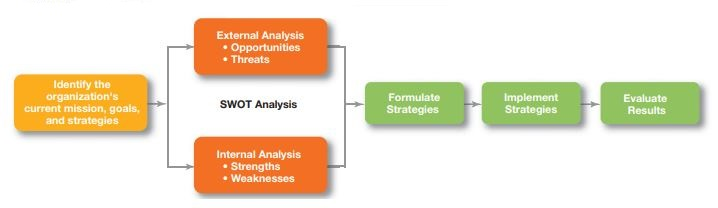 Identify the
organization's
current mission, goals,
and strategies
External Analysis
• Opportunities
• Threats
SWOT Analysis
Internal Analysis
• Strengths
• Weaknesses
Formulate
Strategies
Implement
Strategies
Evaluate
Results